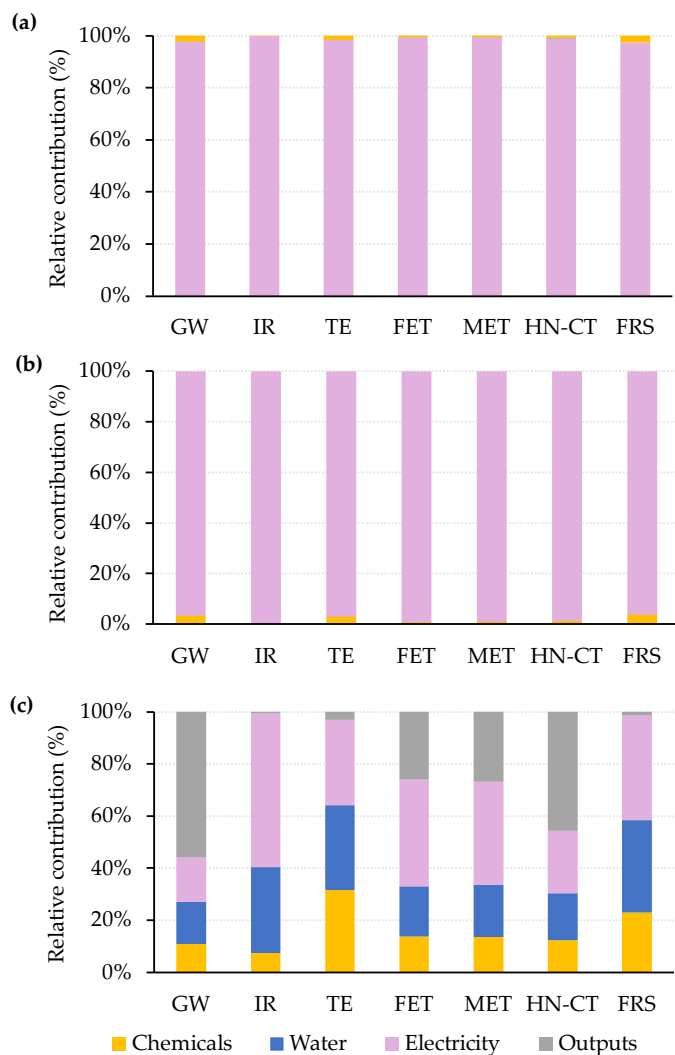 (a)
Relative contribution (%)
100%
80%
60%
40%
20%
0%
GW IR TE FET MET HN-CT FRS
(b)
Relative contribution (%)
100%
80%
60%
40%
20%
0%
GW IR TE FET MET HN-CT FRS
(c)
Relative contribution (%)
100%
80%
60%
40%
20%
0%
GW IR TE FET MET HN-CT FRS
Chemicals Water Electricity Outputs